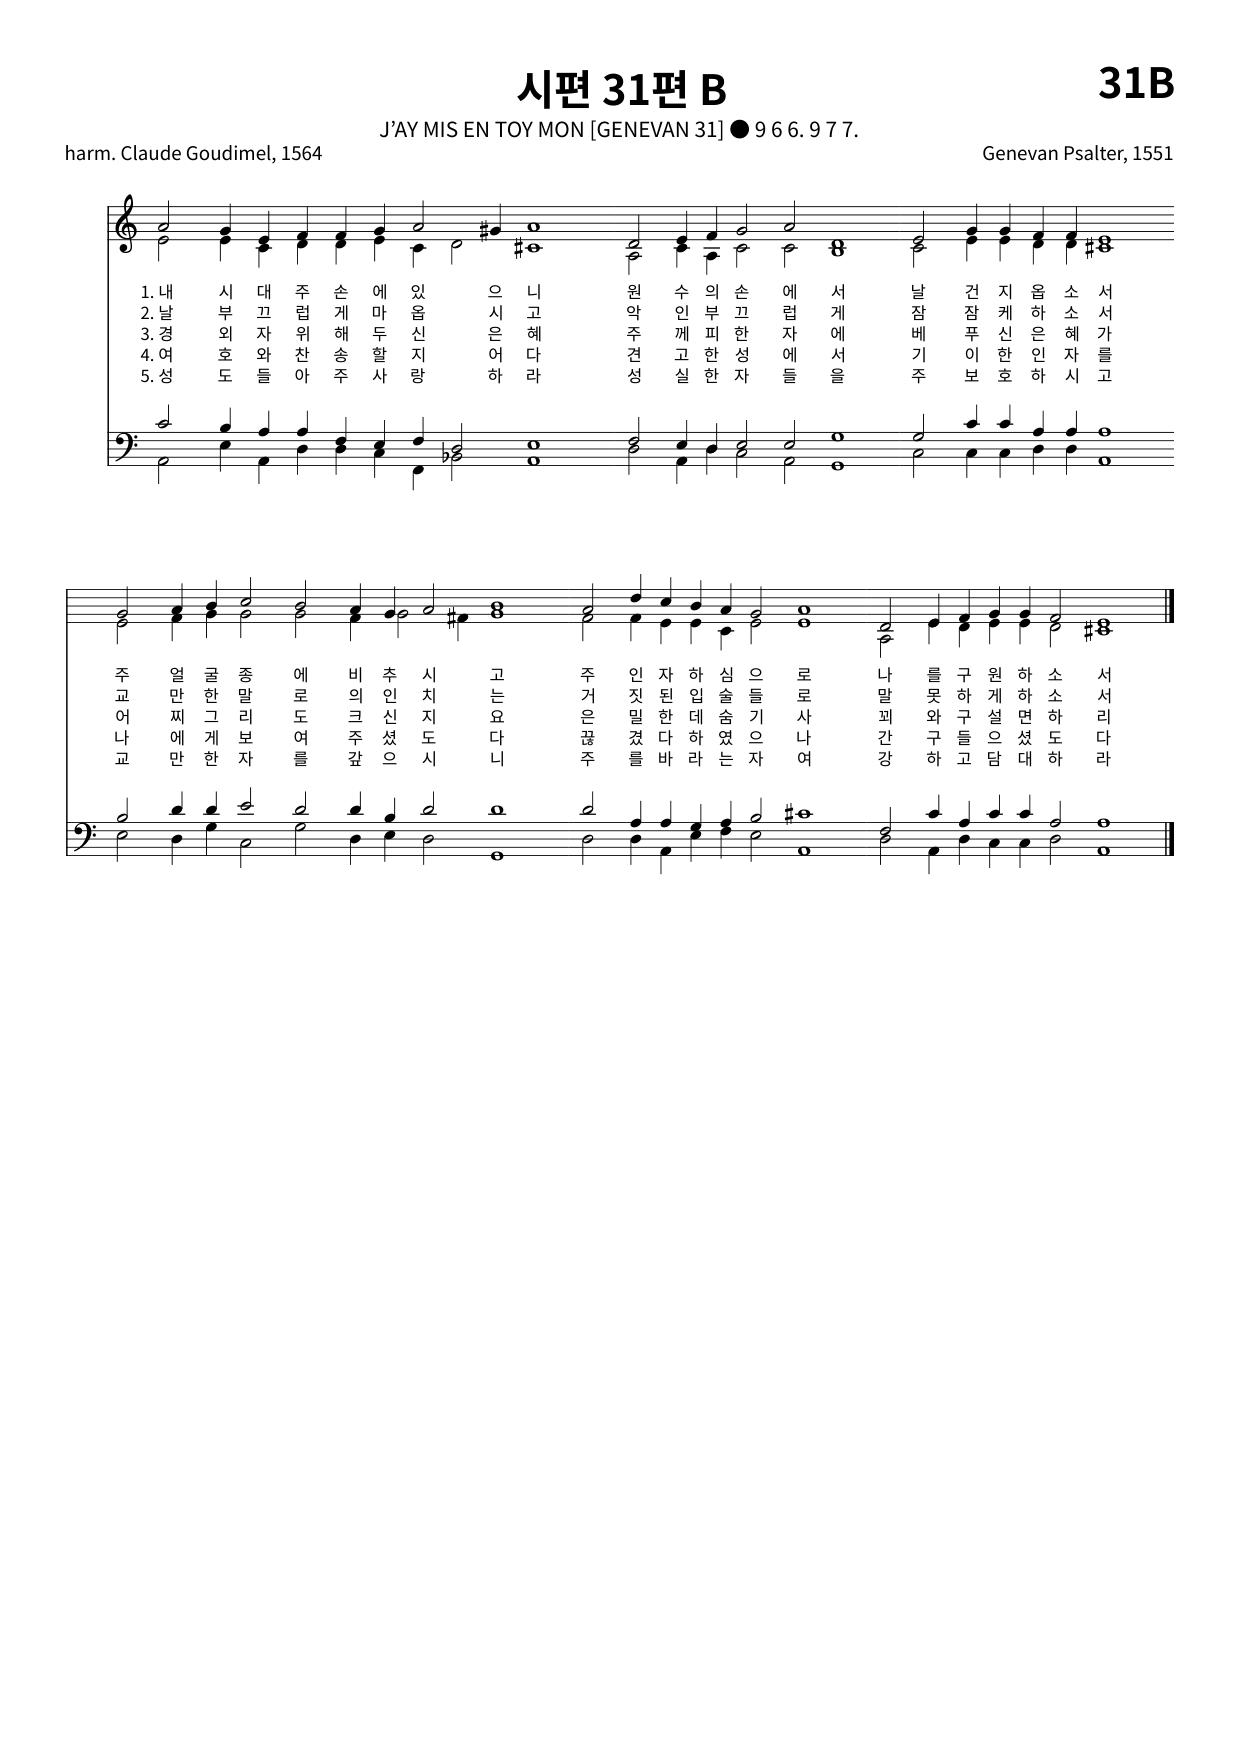 시편 31편 B
31B
J’AY MIS EN TOY MON [GENEVAN 31] ● 9 6 6. 9 7 7.
harm. Claude Goudimel, 1564
Genevan Psalter, 1551
1. 내 시 대 주 손 에 있 으 니 원 수 의 손 에 서 날 건 지 옵 소 서
2. 날 부 끄 럽 게 마 옵 시 고 악 인 부 끄 럽 게 잠 잠 케 하 소 서
3. 경 외 자 위 해 두 신 은 혜 주 께 피 한 자 에 베 푸 신 은 혜 가
4. 여 호 와 찬 송 할 지 어 다 견 고 한 성 에 서 기 이 한 인 자 를
5. 성 도 들 아 주 사 랑 하 라 성 실 한 자 들 을 주 보 호 하 시 고
주 얼 굴 종 에 비 추 시 고 주 인 자 하 심 으 로 나 를 구 원 하 소 서
교 만 한 말 로 의 인 치 는 거 짓 된 입 술 들 로 말 못 하 게 하 소 서
어 찌 그 리 도 크 신 지 요 은 밀 한 데 숨 기 사 꾀 와 구 설 면 하 리
나 에 게 보 여 주 셨 도 다 끊 겼 다 하 였 으 나 간 구 들 으 셨 도 다
교 만 한 자 를 갚 으 시 니 주 를 바 라 는 자 여 강 하 고 담 대 하 라